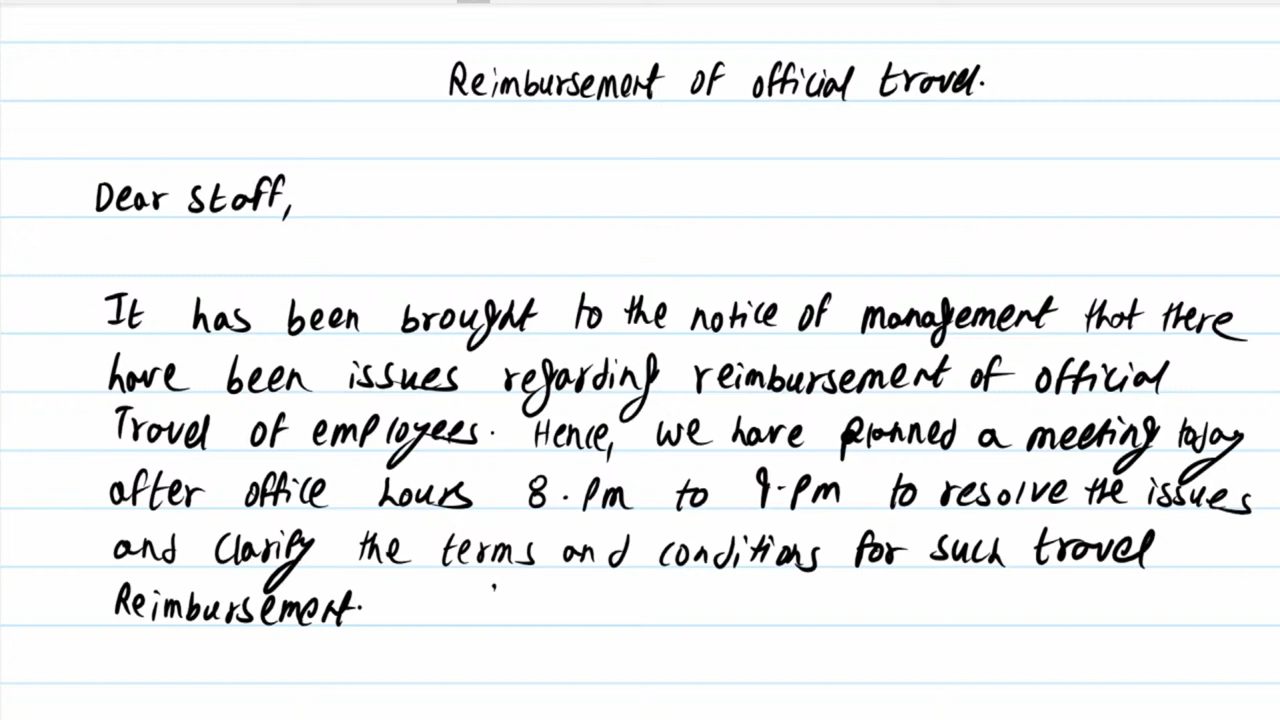 Reimbursement of official travel.
Dear Staff,
It has been brought to the notice of management that there
have been issues regarding reimbursement of official
Travel of employees. Hence, we have planned a meeting today
after office hours 8.pm to 9.pm to resolve the issues
and Clarify the terms and conditions for such travel
Reimbursement.